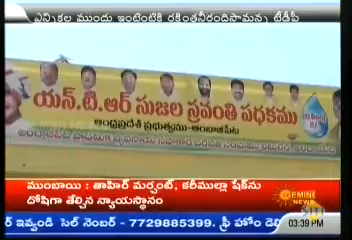 ఎన్నికల ముందు ఇంటింటికి రక్షితనీరందిస్తామన్న టీడీపీ
యన్.టి.ఆర్ సుజల స్రవంతి పథకము
ఆంధ్రప్రదేశ్ ప్రభుత్వము-అంబాజీపేట
ముంబాయి : తాహిర్ మర్చంట్, కరీముల్లా షేక్‌ను
దోషిగా తేల్చిన న్యాయస్థానం
GEMINI
NEWS
ర్ ఇవ్వండి సెల్ నెంబర్ - 7729885399. శ్రీ హోం డెలి
03:39 PM